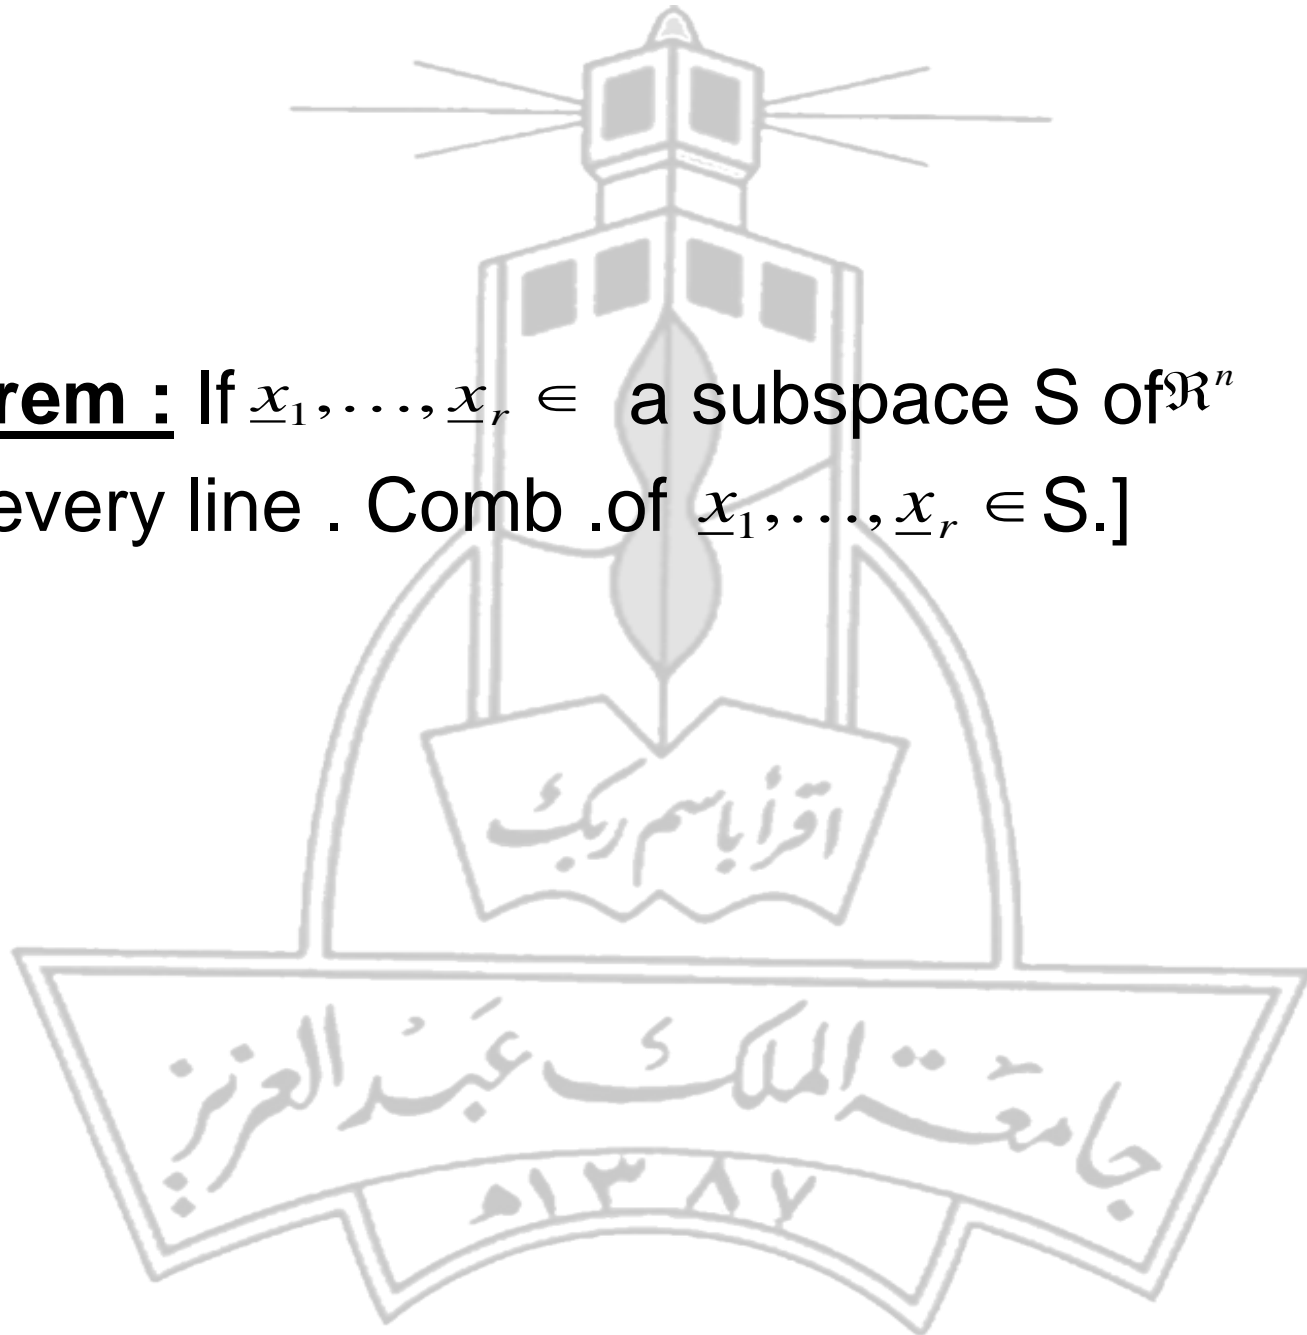 rem : If x₁,...,xᵣ ∈ a subspace S of ℜⁿ
every line . Comb .of x₁,...,xᵣ ∈ S.]
اقرأ باسم ربك
جامعة الملك عبد العزيز
١٣٨٧هـ